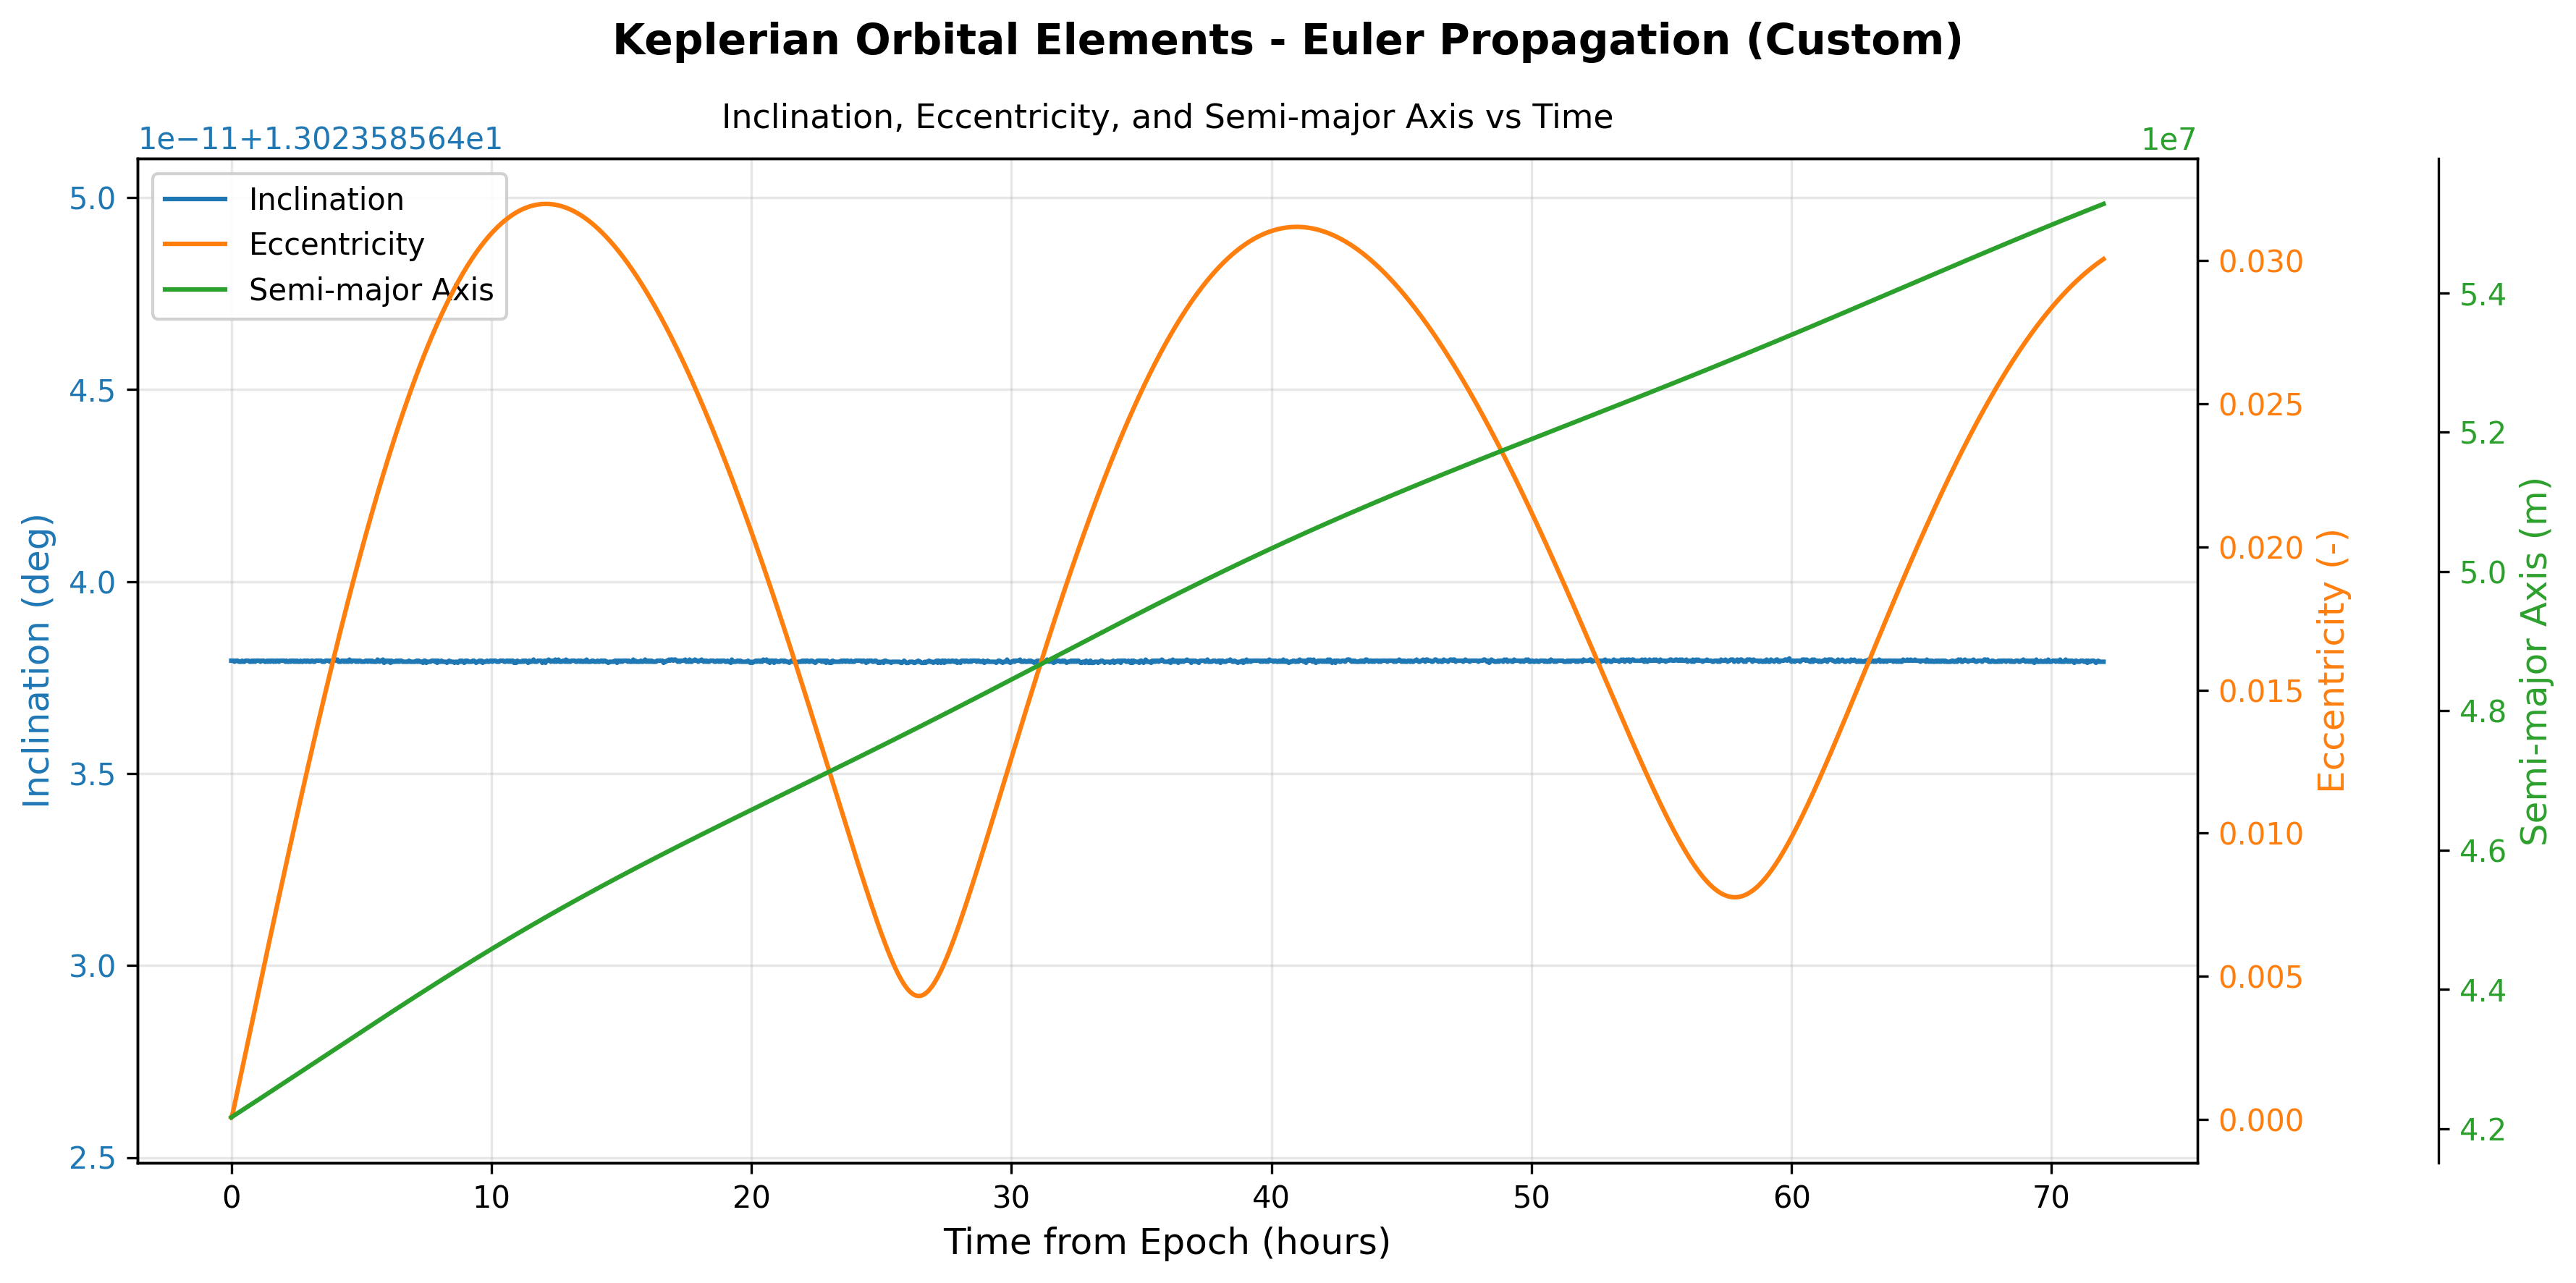 Keplerian Orbital Elements - Euler Propagation (Custom)
Inclination, Eccentricity, and Semi-major Axis vs Time
1e−11+1.302358564e1
1e7
Inclination
Eccentricity
Semi-major Axis
5.0
4.5
4.0
3.5
3.0
2.5
Inclination (deg)
0.030
0.025
0.020
0.015
0.010
0.005
0.000
Eccentricity (-)
5.4
5.2
5.0
4.8
4.6
4.4
4.2
Semi-major Axis (m)
0 10 20 30 40 50 60 70
Time from Epoch (hours)